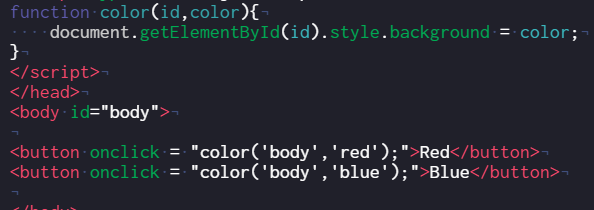 function color(id,color){
    document.getElementById(id).style.background = color;
}
</script>
</head>
<body id="body">

<button onclick = "color('body','red');">Red</button>
<button onclick = "color('body','blue');">Blue</button>

</body>